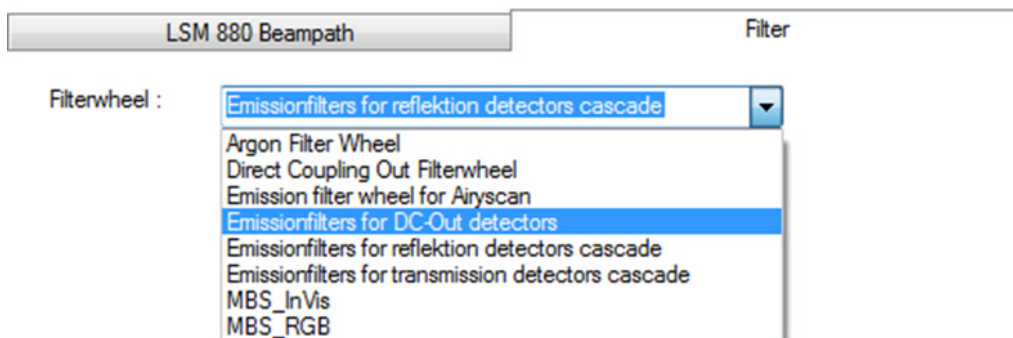 LSM 880 Beampath
Filter
Filterwheel :
Emissionfilters for reflektion detectors cascade
Argon Filter Wheel
Direct Coupling Out Filterwheel
Emission filter wheel for Airyscan
Emissionfilters for DC-Out detectors
Emissionfilters for reflektion detectors cascade
Emissionfilters for transmission detectors cascade
MBS_InVis
MBS_RGB